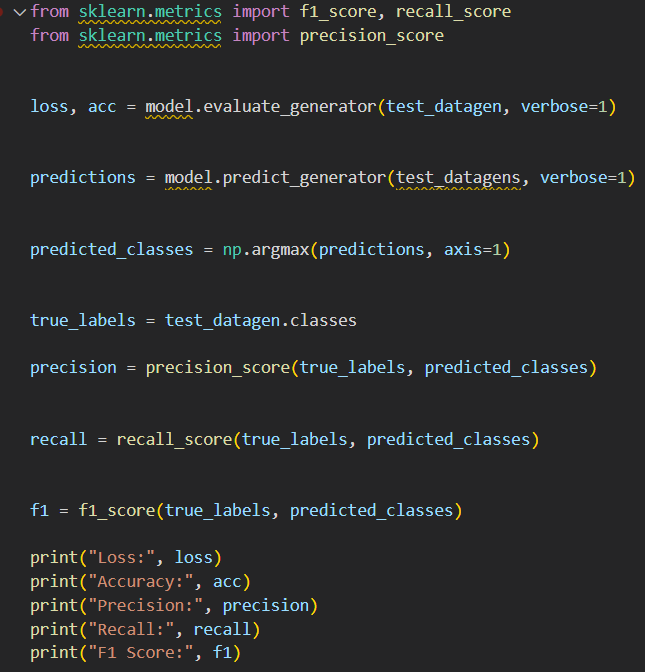 from sklearn.metrics import f1_score, recall_score
from sklearn.metrics import precision_score
loss, acc = model.evaluate_generator(test_datagen, verbose=1)
predictions = model.predict_generator(test_datagens, verbose=1)
predicted_classes = np.argmax(predictions, axis=1)
true_labels = test_datagen.classes
precision = precision_score(true_labels, predicted_classes)
recall = recall_score(true_labels, predicted_classes)
f1 = f1_score(true_labels, predicted_classes)
print("Loss:", loss)
print("Accuracy:", acc)
print("Precision:", precision)
print("Recall:", recall)
print("F1 Score:", f1)